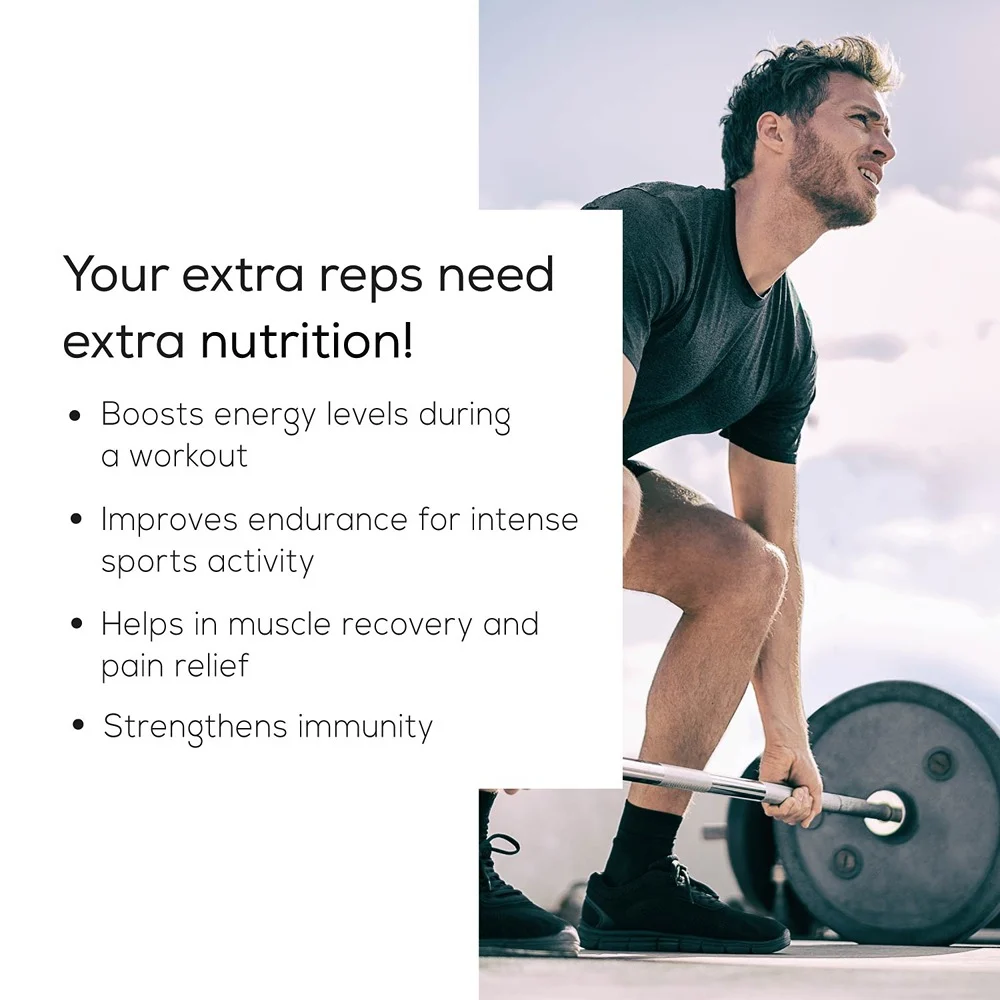 Your extra reps need
extra nutrition!
• Boosts energy levels during
a workout
• Improves endurance for intense
sports activity
• Helps in muscle recovery and
pain relief
• Strengthens immunity